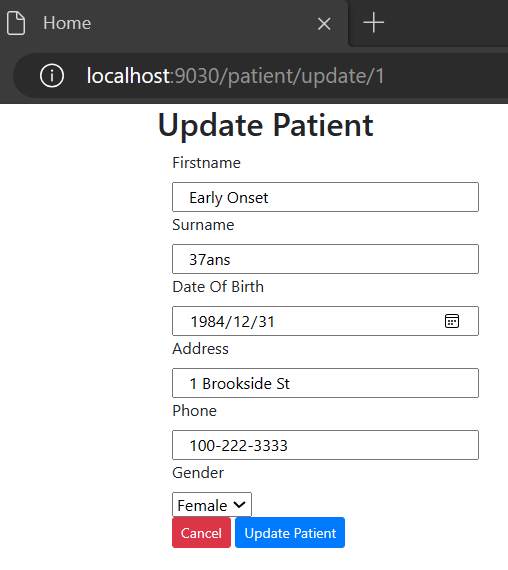 Home
localhost:9030/patient/update/1
Update Patient
Firstname
Early Onset
Surname
37ans
Date Of Birth
1984/12/31
Address
1 Brookside St
Phone
100-222-3333
Gender
Female
Cancel Update Patient